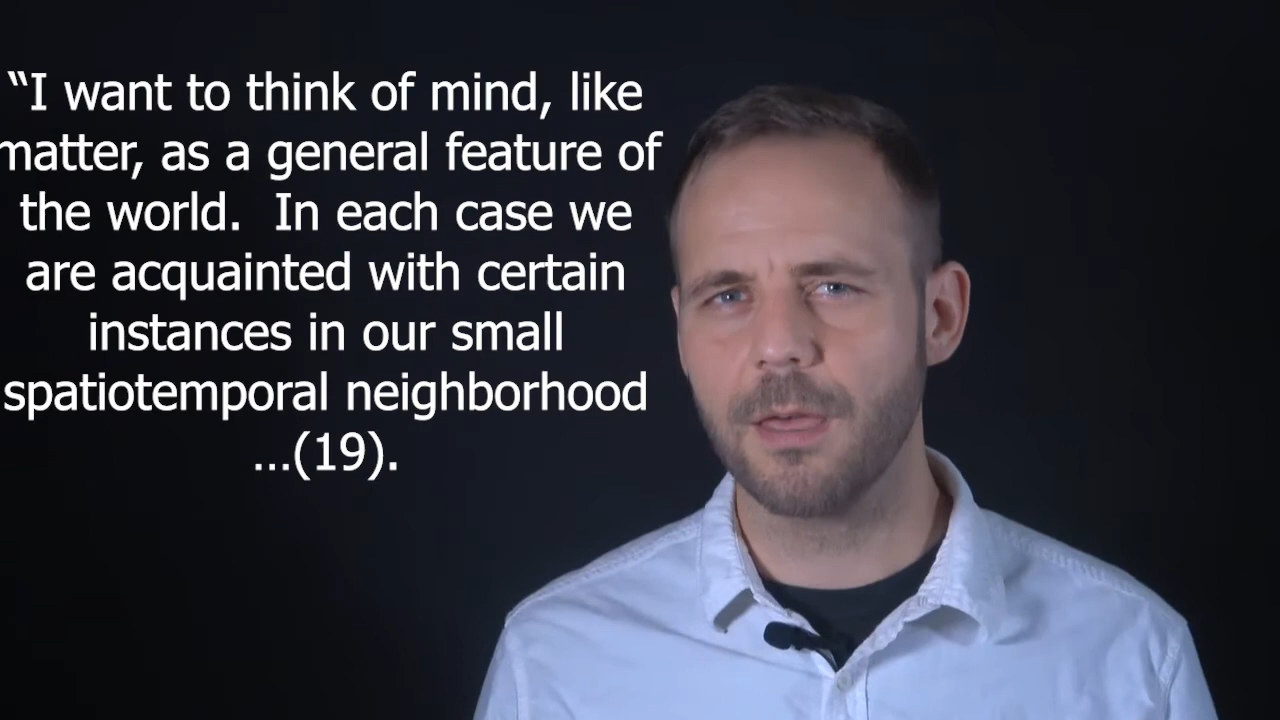 “I want to think of mind, like
matter, as a general feature of
the world.  In each case we
are acquainted with certain
instances in our small
spatiotemporal neighborhood
…(19).